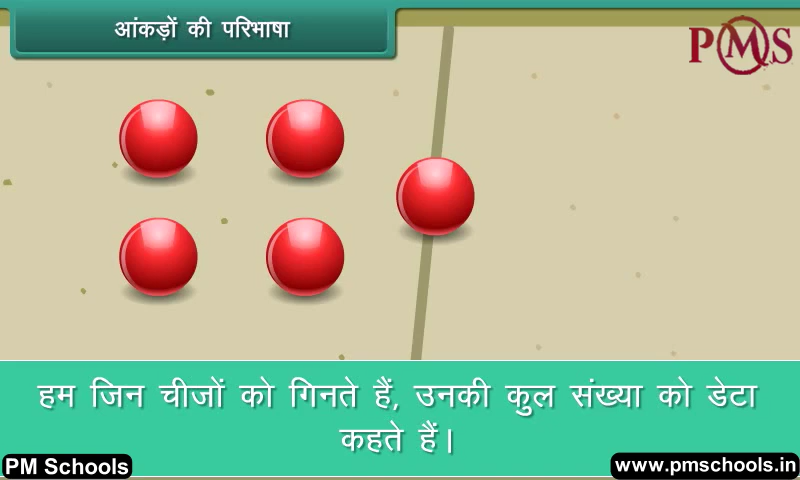 आंकड़ों की परिभाषा
PMS
हम जिन चीजों को गिनते हैं, उनकी कुल संख्या को डेटा
कहते हैं।
PM Schools
www.pmschools.in